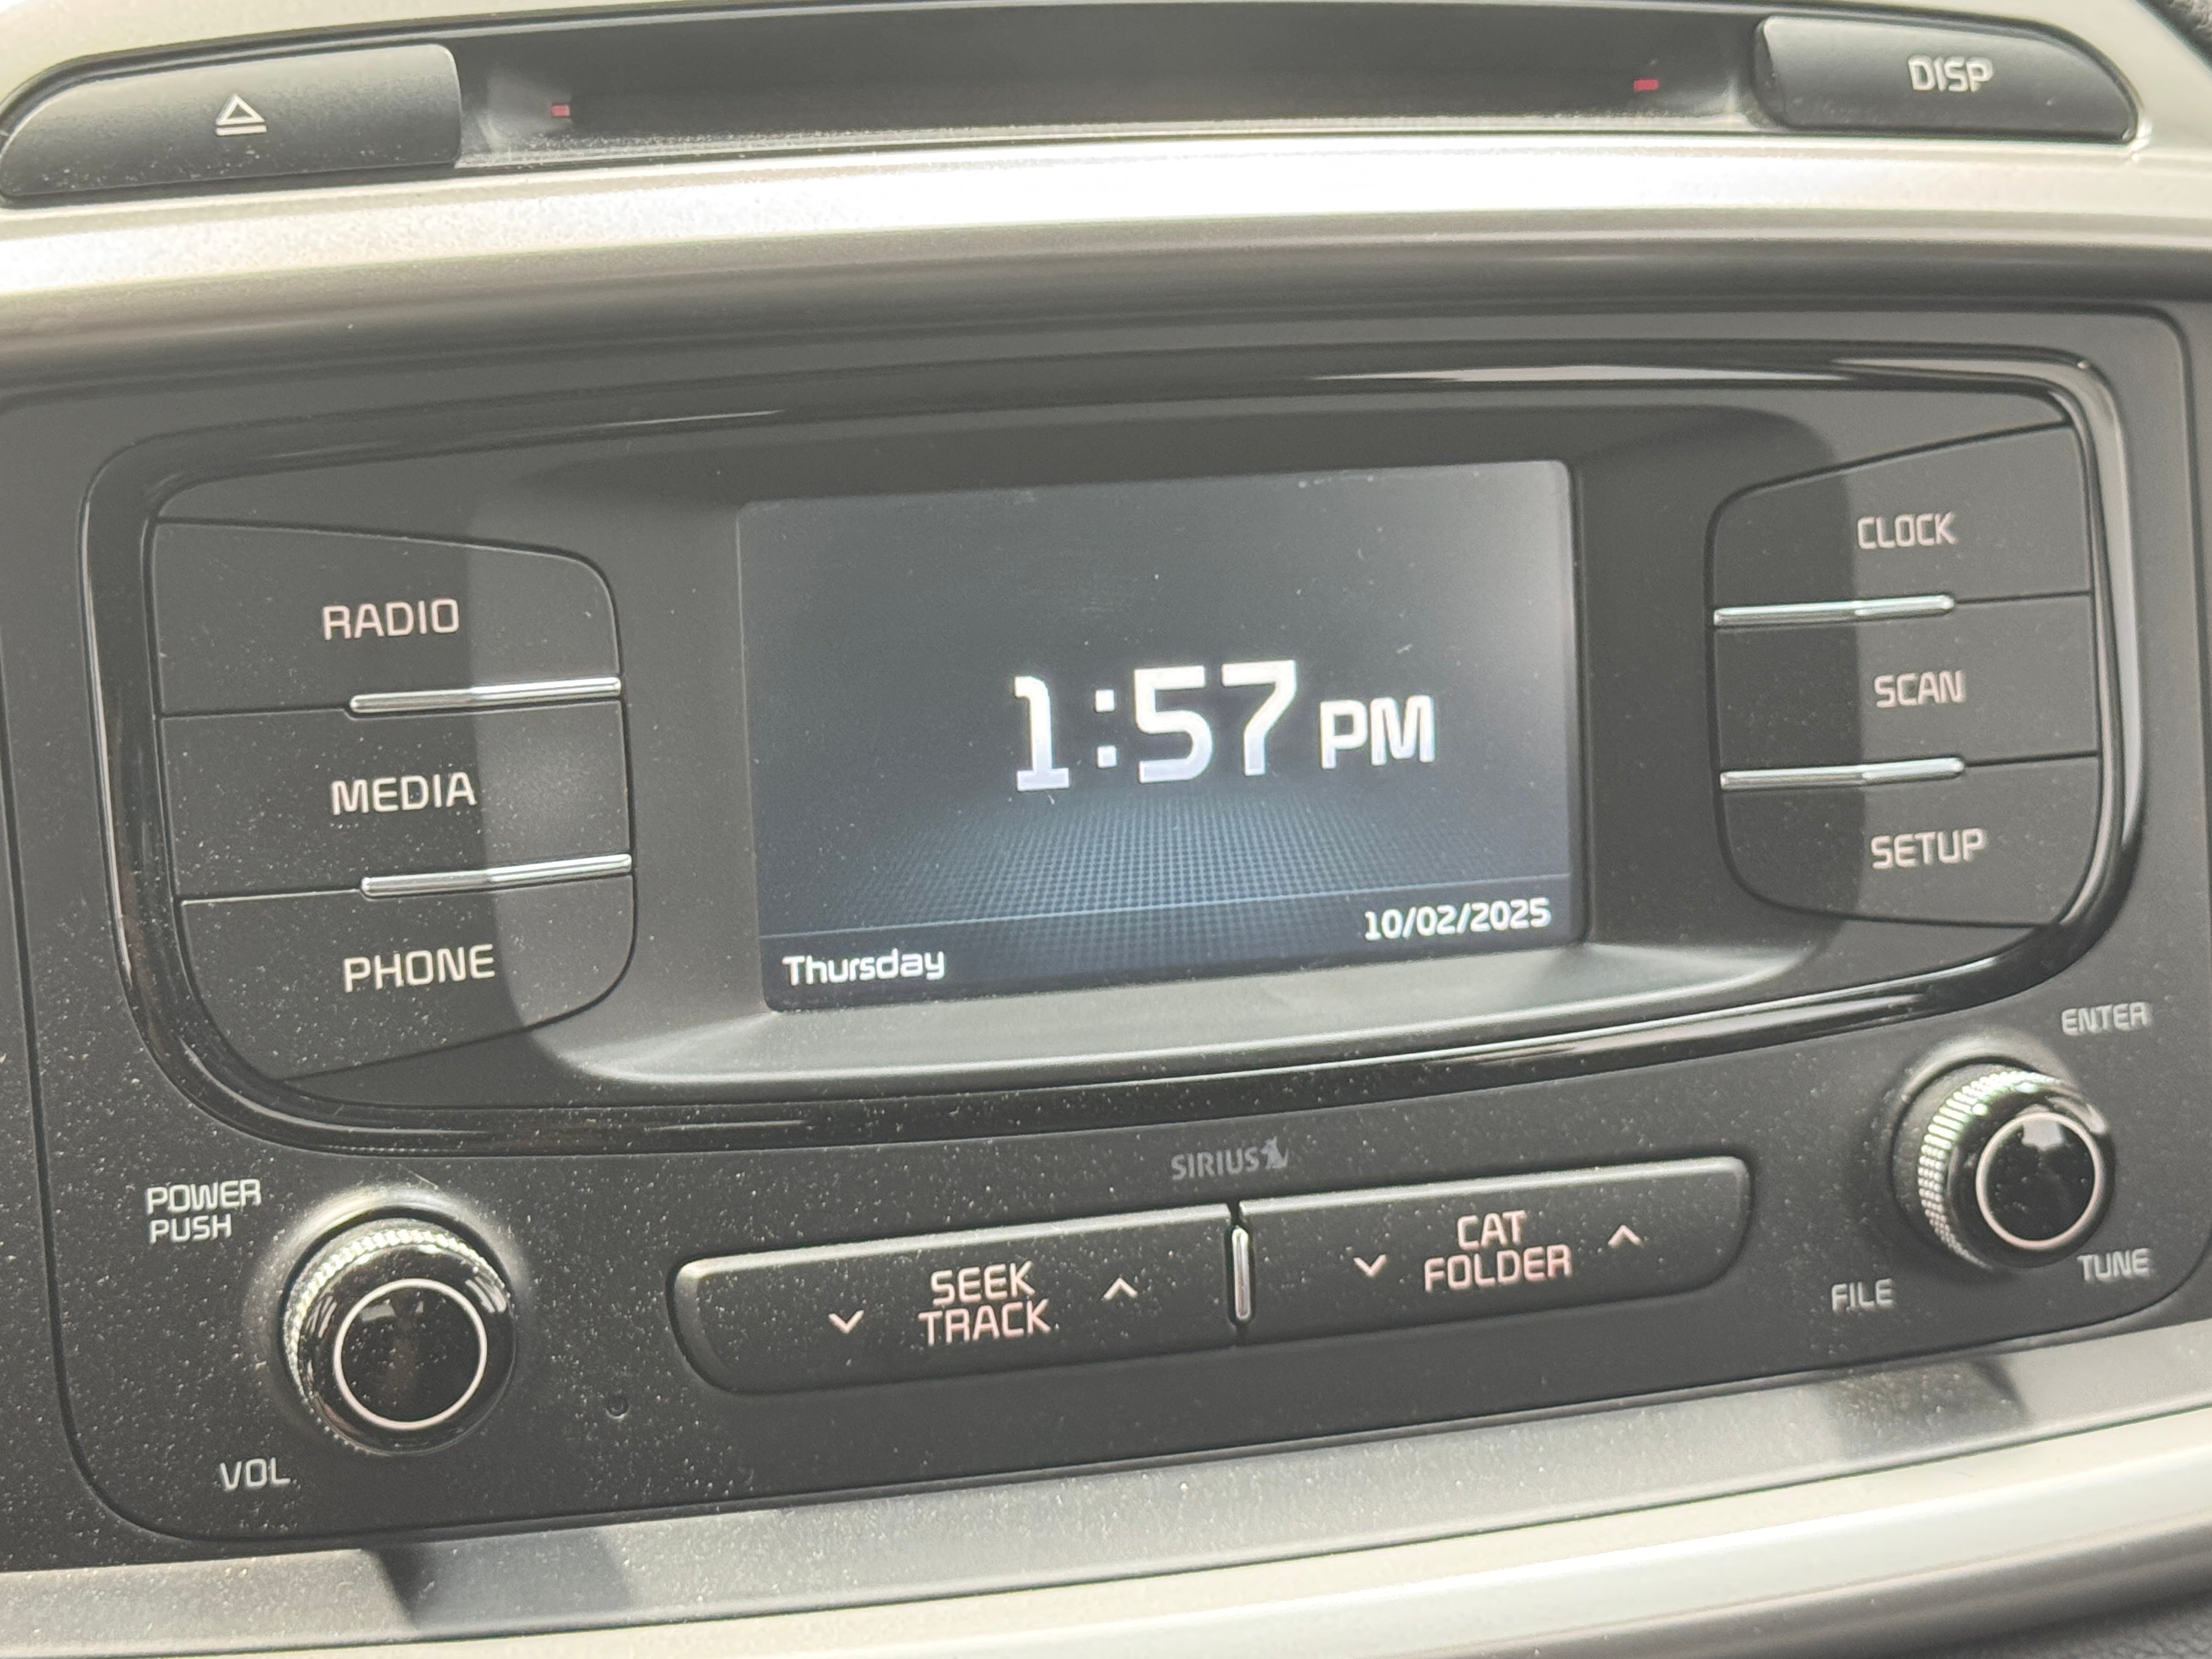 DISP
RADIO
MEDIA
PHONE
1:57 PM
Thursday
10/02/2025
CLOCK
SCAN
SETUP
ENTER
SIRIUS
POWER
PUSH
VOL
SEEK
TRACK
CAT
FOLDER
FILE
TUNE